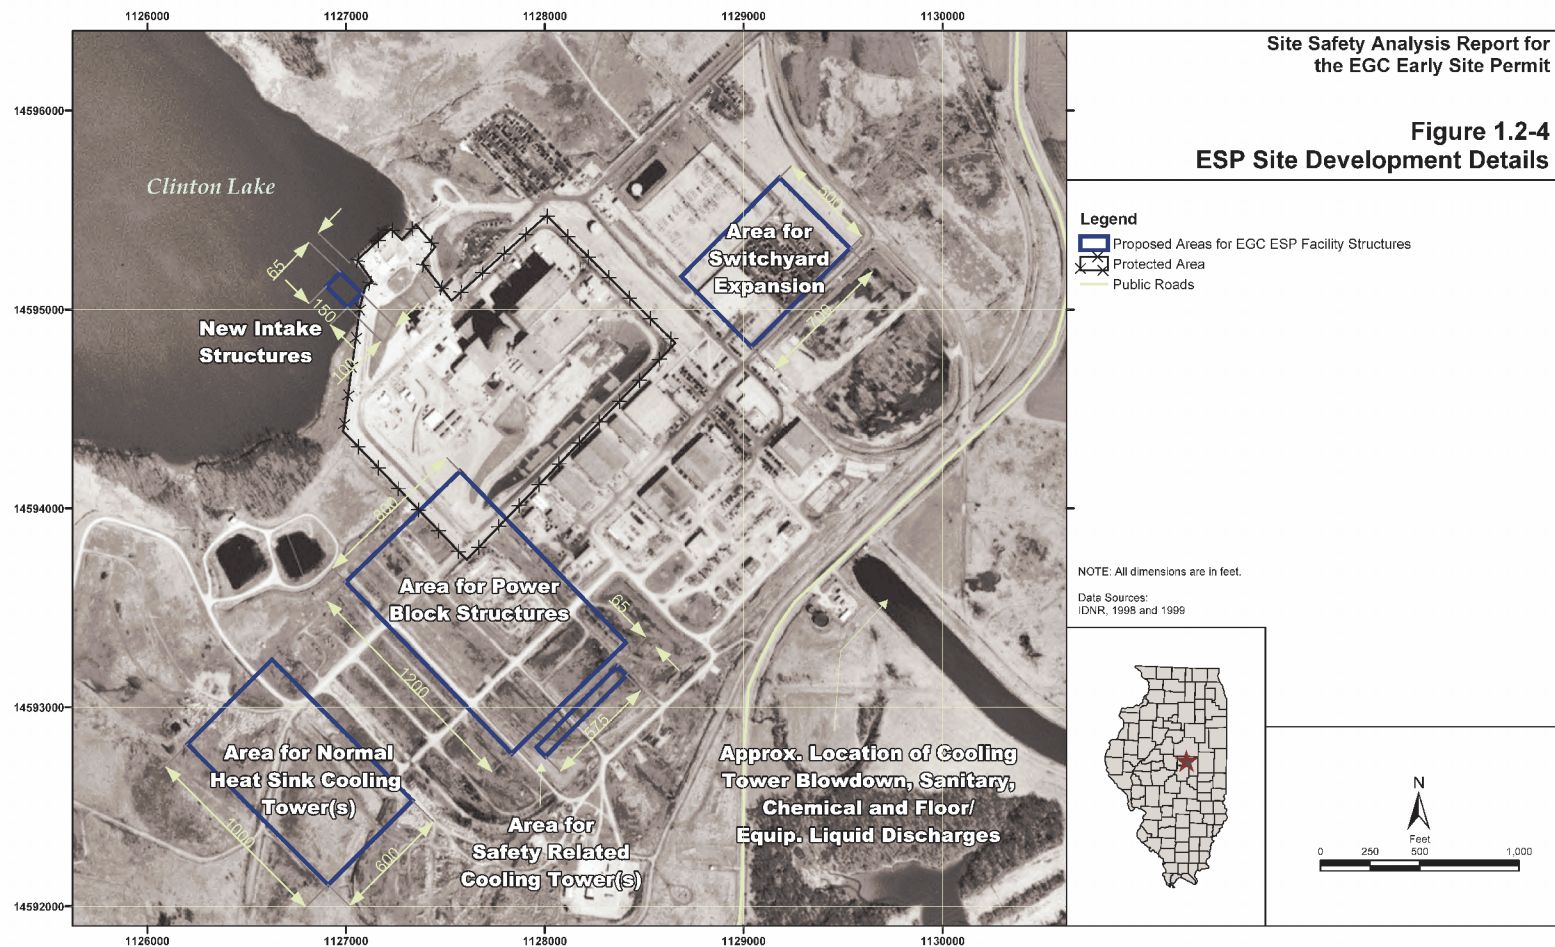 1126000
1127000
1128000
1129000
1130000
14596000
14595000
14594000
14593000
14592000
Clinton Lake
65
150
100
New Intake
Structures
500
Area for
Switchyard
Expansion
700
Area for Power
Block Structures
65
1200
675
Area for Normal
Heat Sink Cooling
Tower(s)
1000
600
Area for
Safety Related
Cooling Tower(s)
Approx. Location of Cooling
Tower Blowdown, Sanitary,
Chemical and Floor/
Equip. Liquid Discharges
1126000
1127000
1128000
1129000
1130000
Site Safety Analysis Report for
the EGC Early Site Permit
Figure 1.2-4
ESP Site Development Details
Legend
Proposed Areas for EGC ESP Facility Structures
Protected Area
Public Roads
NOTE: All dimensions are in feet.
Data Sources:
IDNR, 1998 and 1999
N
Feet
0 250 500 1,000